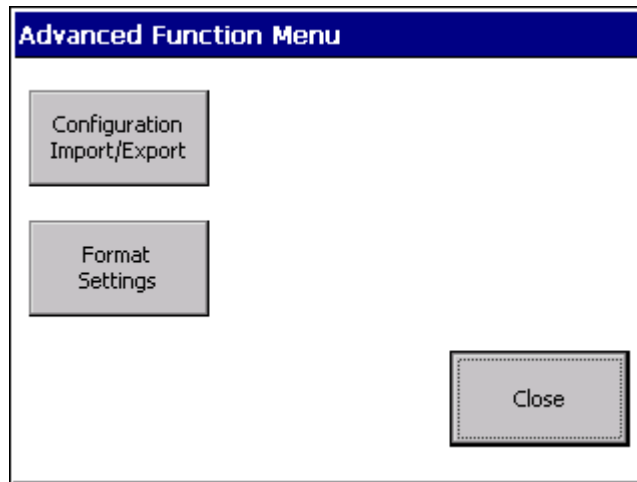 Advanced Function Menu
Configuration
Import/Export
Format
Settings
Close